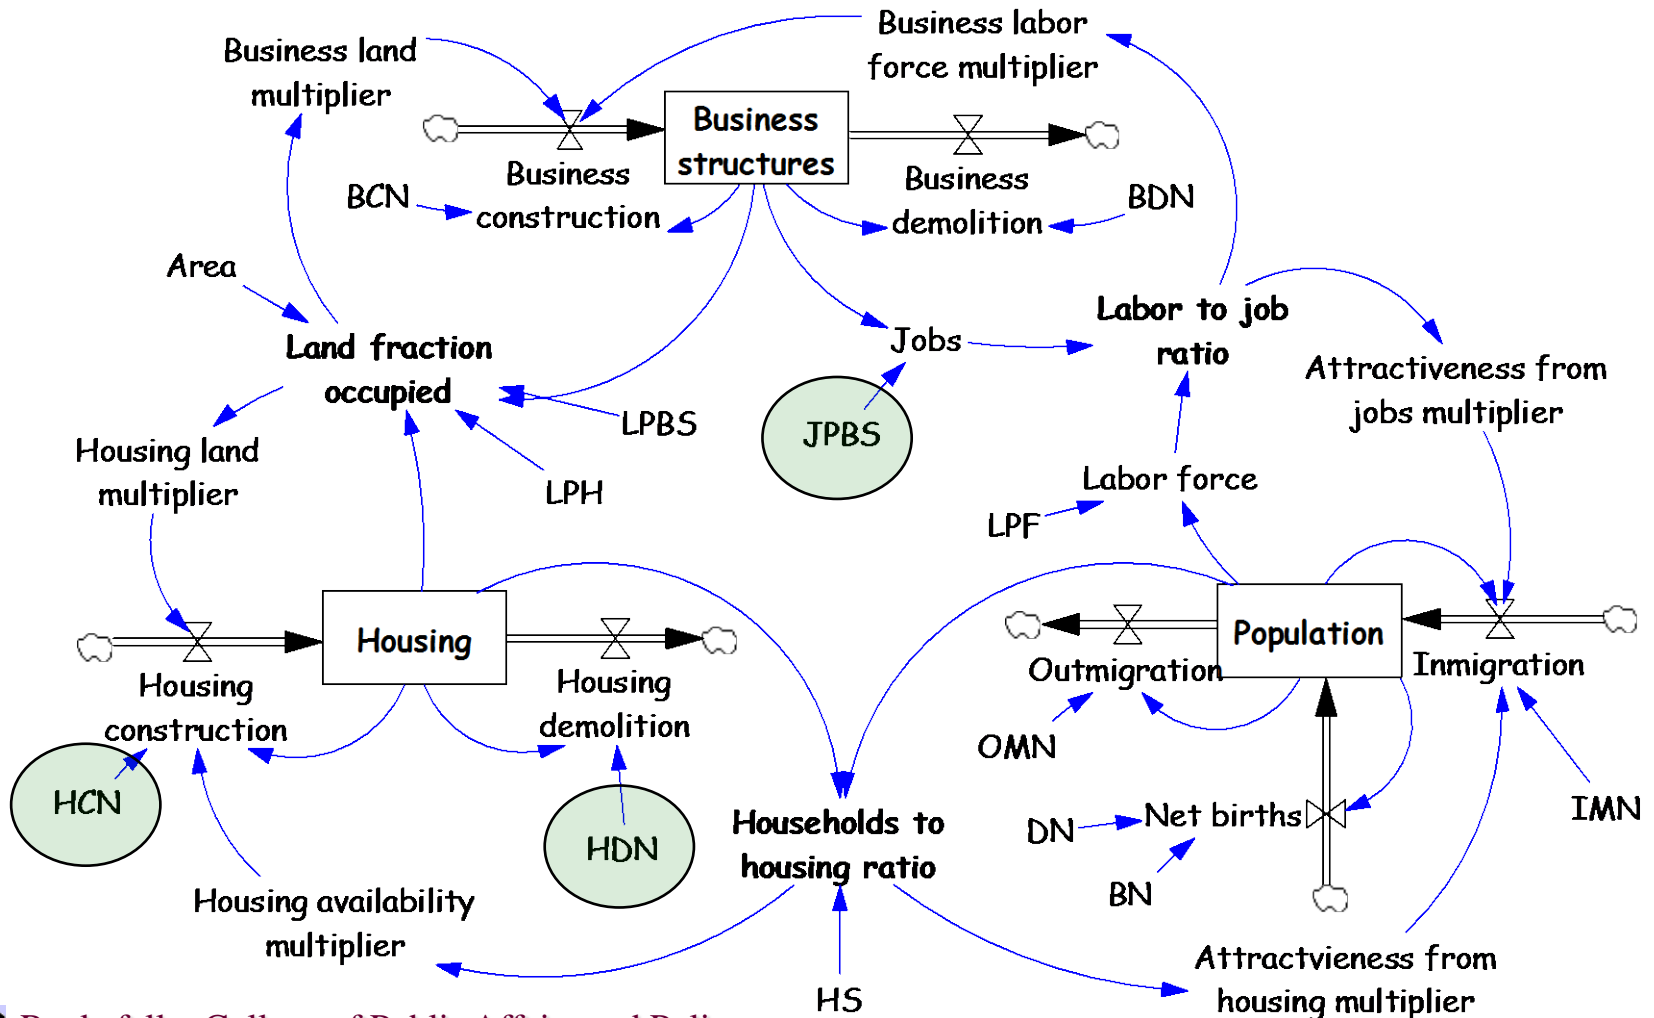 Business land
multiplier
Business labor
force multiplier
Business
structures
Business
construction
Business
demolition
BCN
BDN
Area
Land fraction
occupied
Jobs
Labor to job
ratio
Attractiveness from
jobs multiplier
LPBS
JPBS
Housing land
multiplier
LPH
Labor force
LPF
Housing
Population
Housing
construction
Housing
demolition
Outmigration
Inmigration
OMN
HCN
HDN
Households to
housing ratio
DN
Net births
IMN
BN
Housing availability
multiplier
Attractvieness from
housing multiplier
HS